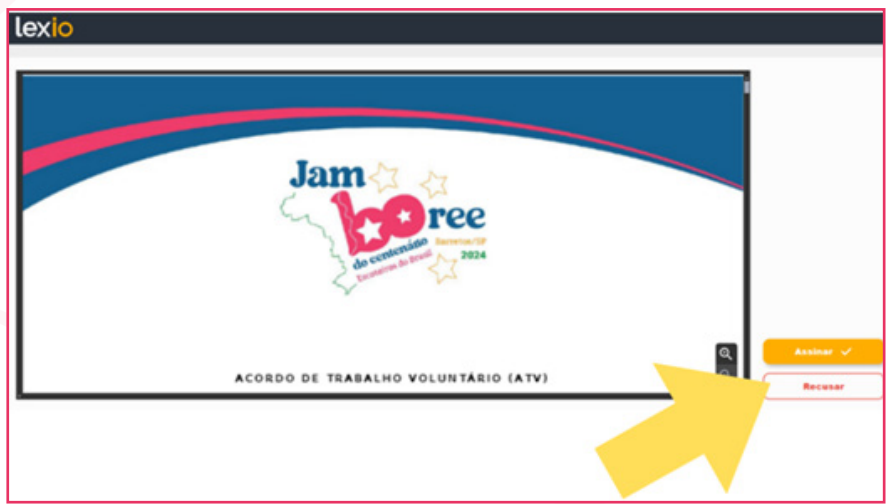 lexio
Jam
boree
do centenário
Barretos/SP
Escoteiros do Brasil
2024
ACORDO DE TRABALHO VOLUNTÁRIO (ATV)
Assinar
Recusar